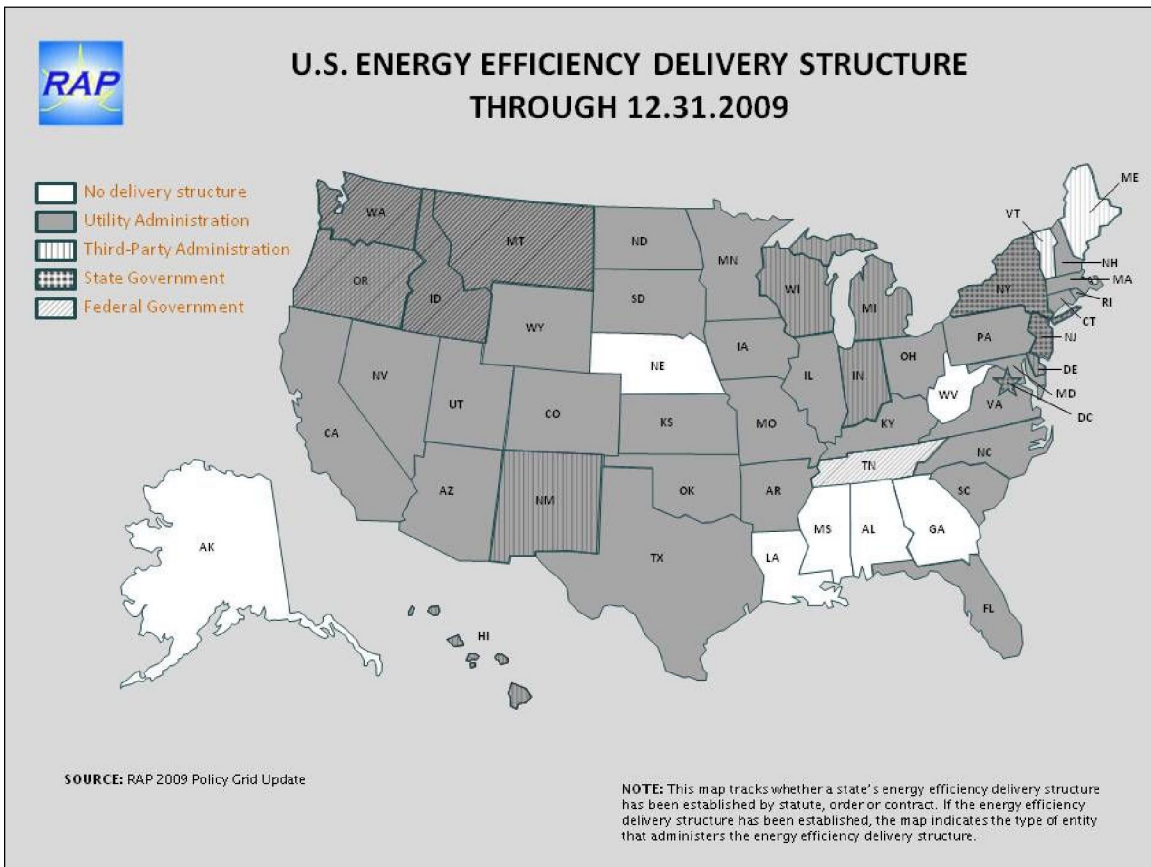 RAP
U.S. ENERGY EFFICIENCY DELIVERY STRUCTURE
THROUGH 12.31.2009
No delivery structure
Utility Administration
Third-Party Administration
State Government
Federal Government
WA
MT
ND
MN
VT
ME
OR
ID
SD
WI
MI
NY
NH
MA
RI
CT
WY
NE
IA
IL
IN
OH
PA
NJ
DE
MD
DC
NV
UT
CO
KS
MO
KY
WV
VA
CA
AZ
NM
OK
AR
TN
NC
SC
TX
LA
MS
AL
GA
FL
AK
HI
SOURCE: RAP 2009 Policy Grid Update
NOTE: This map tracks whether a state's energy efficiency delivery structure
has been established by statute, order or contract. If the energy efficiency
delivery structure has been established, the map indicates the type of entity
that administers the energy efficiency delivery structure.